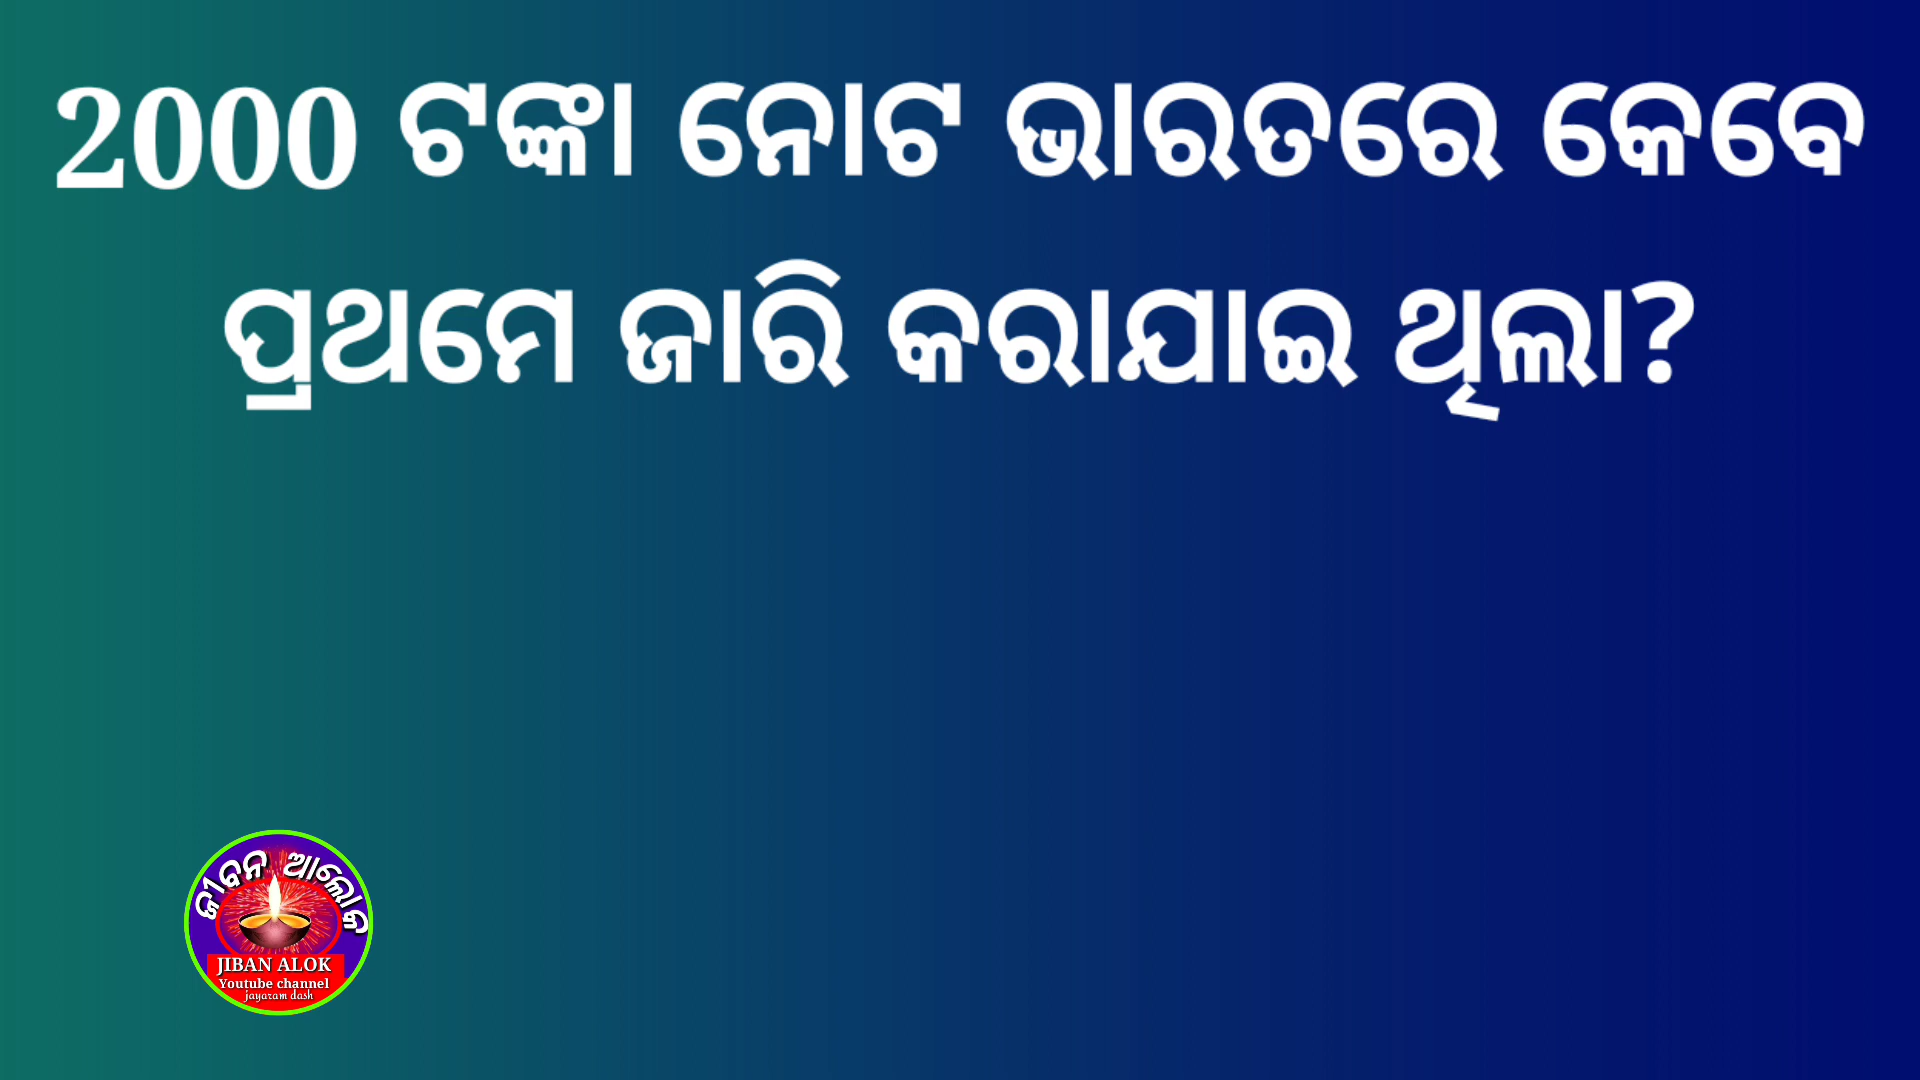 2000 ଟଙ୍କା ନୋଟ ଭାରତରେ କେବେ
ପ୍ରଥମେ ଜାରି କରାଯାଇ ଥିଲା?
ଜୀବନ ଆଲୋକ
JIBAN ALOK
Youtube channel
jayaram dash